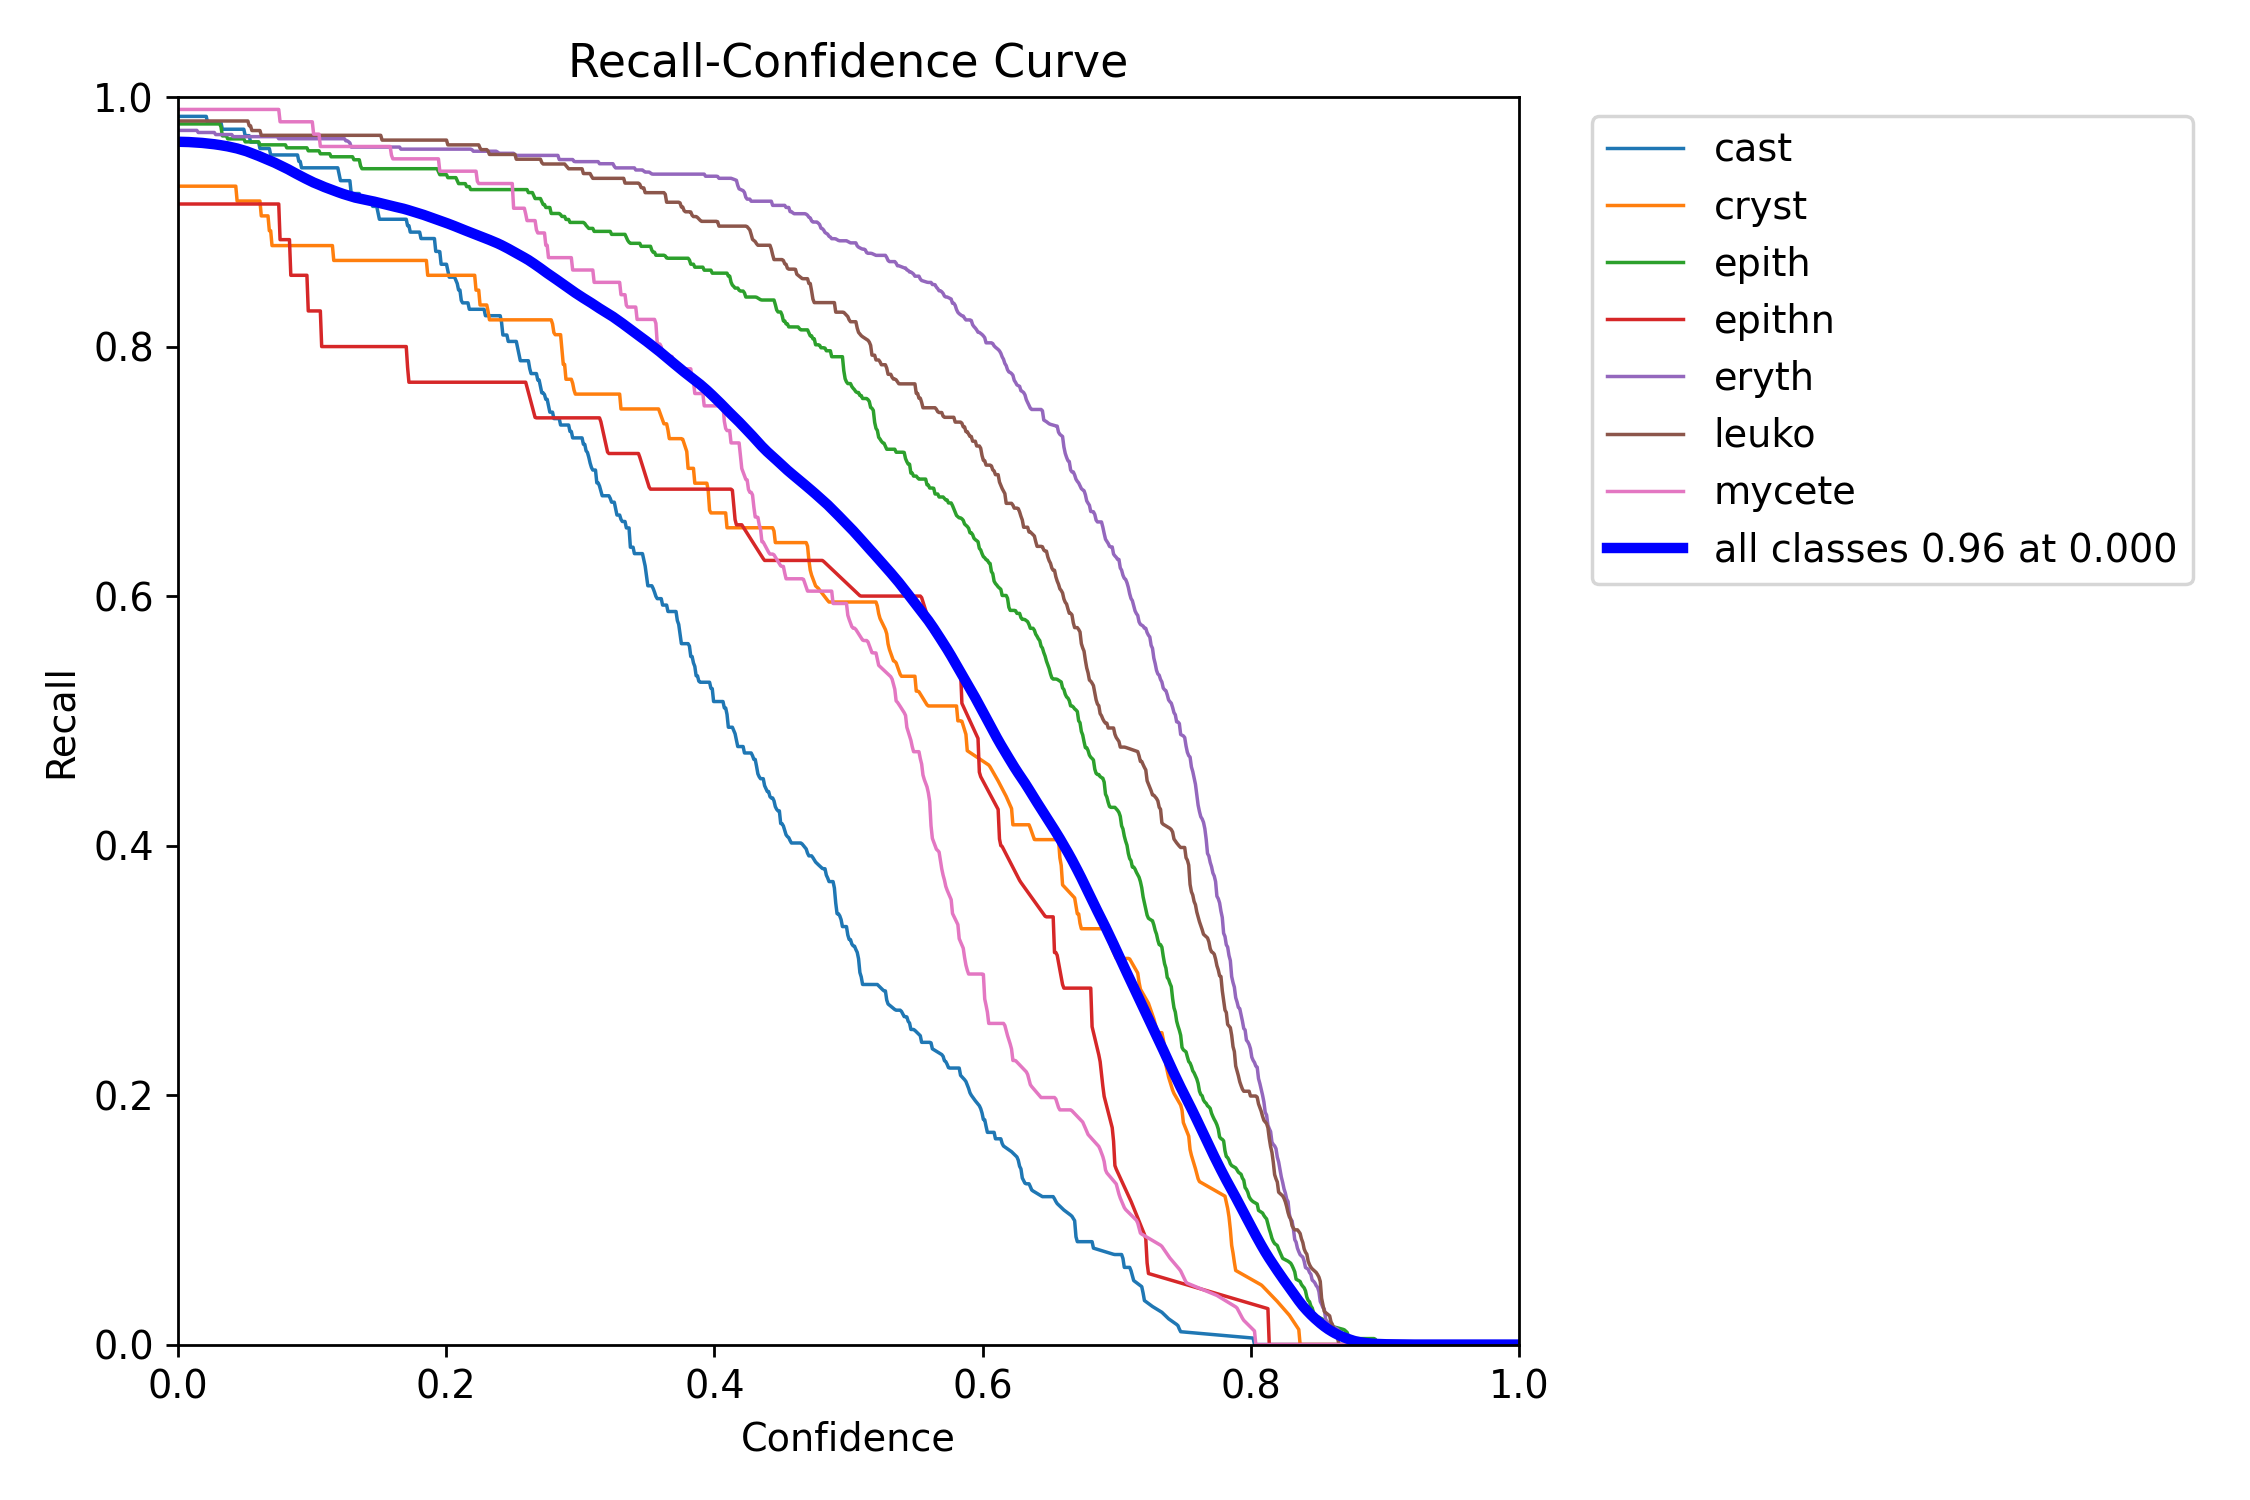 Recall-Confidence Curve
1.0
0.8
0.6
0.4
0.2
0.0
Recall
0.0 0.2 0.4 0.6 0.8 1.0
Confidence
cast
cryst
epith
epithn
eryth
leuko
mycete
all classes 0.96 at 0.000